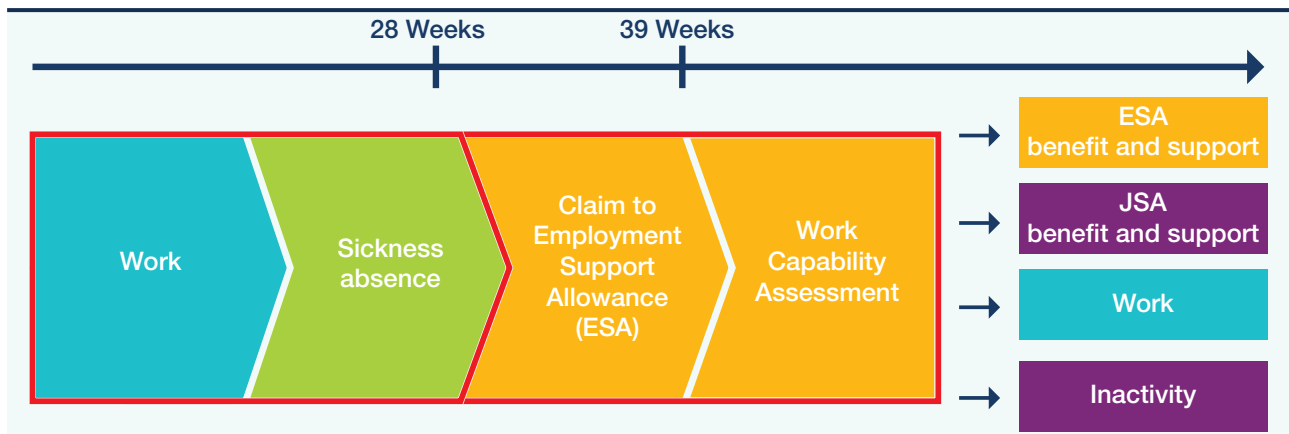 28 Weeks
39 Weeks
Work
Sickness
absence
Claim to
Employment
Support
Allowance
(ESA)
Work
Capability
Assessment
ESA
benefit and support
JSA
benefit and support
Work
Inactivity